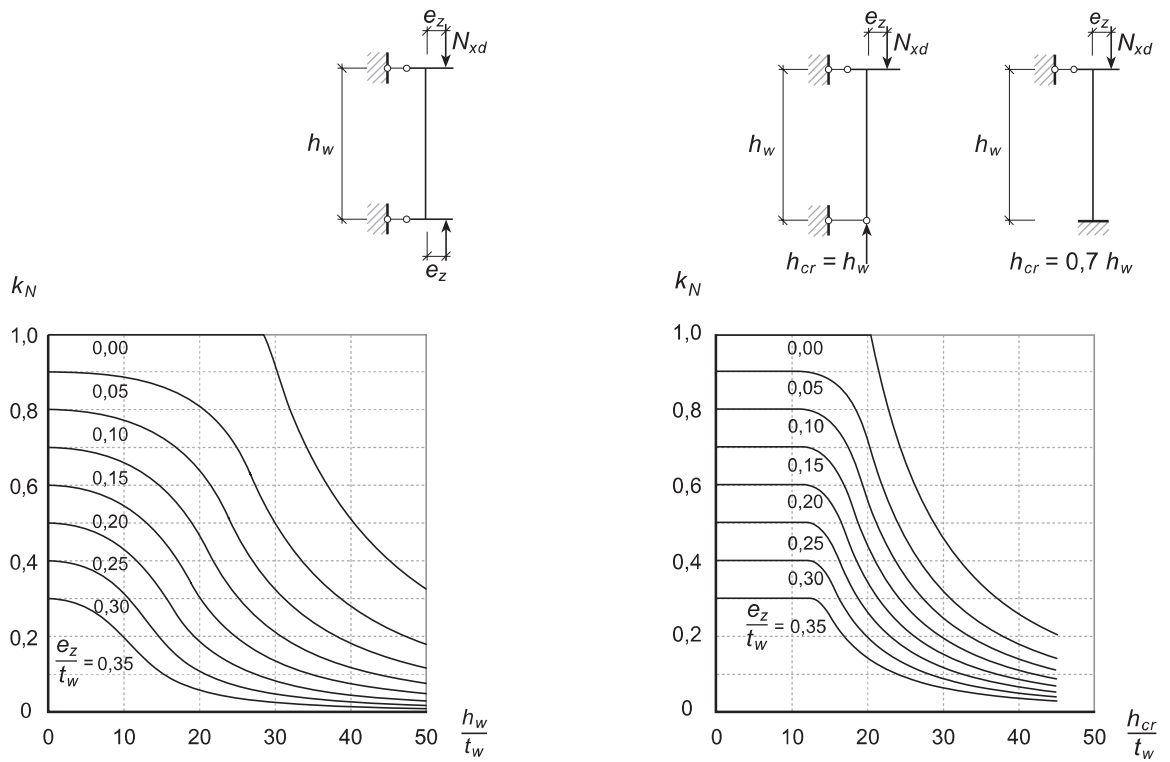 e_z
N_xd
h_w
e_z
e_z
N_xd
h_w
h_cr = h_w
e_z
N_xd
h_w
h_cr = 0,7 h_w
k_N
1,0
0,8
0,6
0,4
0,2
0
0,00
0,05
0,10
0,15
0,20
0,25
0,30
e_z/t_w = 0,35
0 10 20 30 40 50
h_w/t_w
k_N
1,0
0,8
0,6
0,4
0,2
0
0,00
0,05
0,10
0,15
0,20
0,25
0,30
e_z/t_w = 0,35
0 10 20 30 40 50
h_cr/t_w